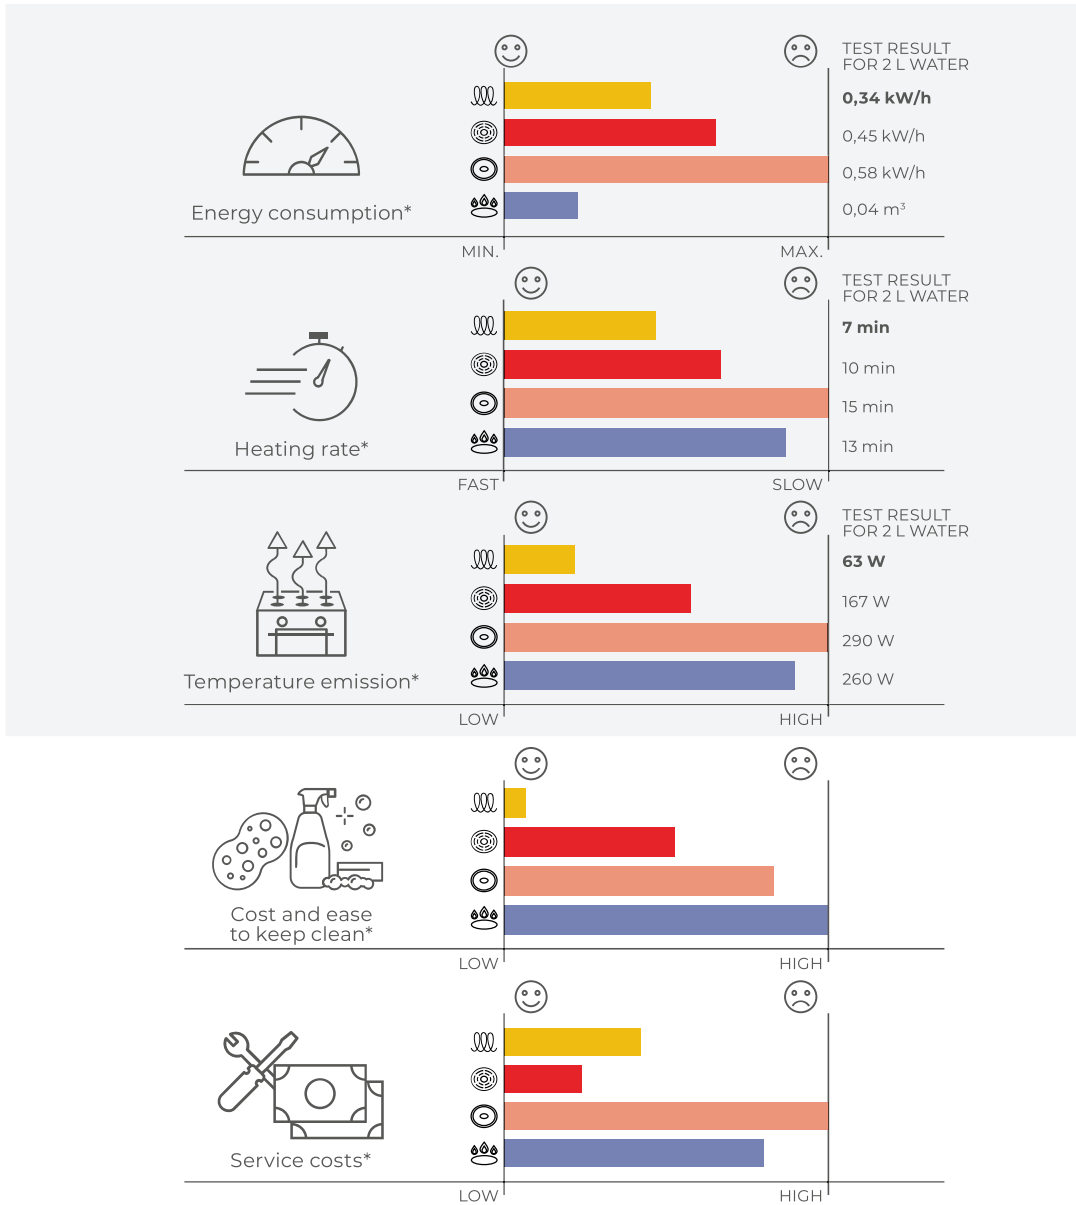 TEST RESULT
FOR 2 L WATER
0,34 kW/h
0,45 kW/h
0,58 kW/h
0,04 m³
Energy consumption*
MIN.
MAX.
TEST RESULT
FOR 2 L WATER
7 min
10 min
15 min
13 min
Heating rate*
FAST
SLOW
TEST RESULT
FOR 2 L WATER
63 W
167 W
290 W
260 W
Temperature emission*
LOW
HIGH
Cost and ease
to keep clean*
LOW
HIGH
Service costs*
LOW
HIGH